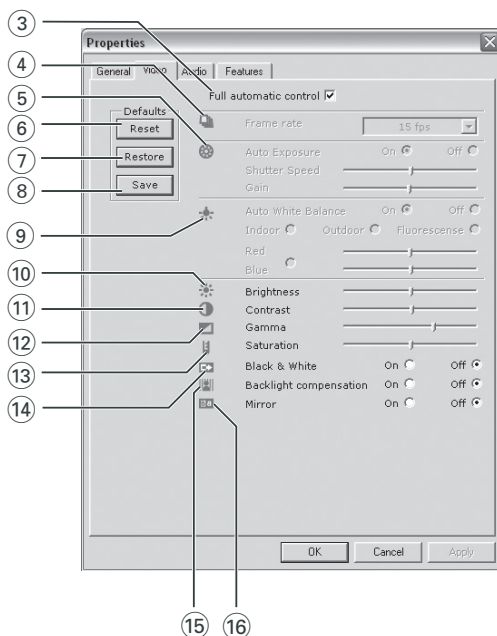 3
Properties
4
General Video Audio Features
5
Full automatic control
Defaults
6
Reset
Frame rate 15 fps
7
Restore
Auto Exposure On Off
Shutter Speed
8
Save
Gain
9
Auto White Balance On Off
Indoor Outdoor Fluorescense
Red
Blue
10
Brightness
11
Contrast
12
Gamma
13
Saturation
14
Black & White On Off
Backlight compensation On Off
Mirror On Off
OK Cancel Apply
15 16